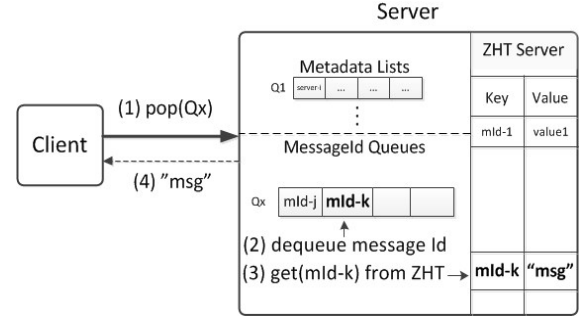 Server
ZHT Server
Metadata Lists
Q1 server-i ... ... ...
Key Value
(1) pop(Qx)
mId-1 value1
Client
MessageId Queues
(4) ”msg”
Qx mId-j mId-k
(2) dequeue message Id
(3) get(mId-k) from ZHT
mId-k “msg”